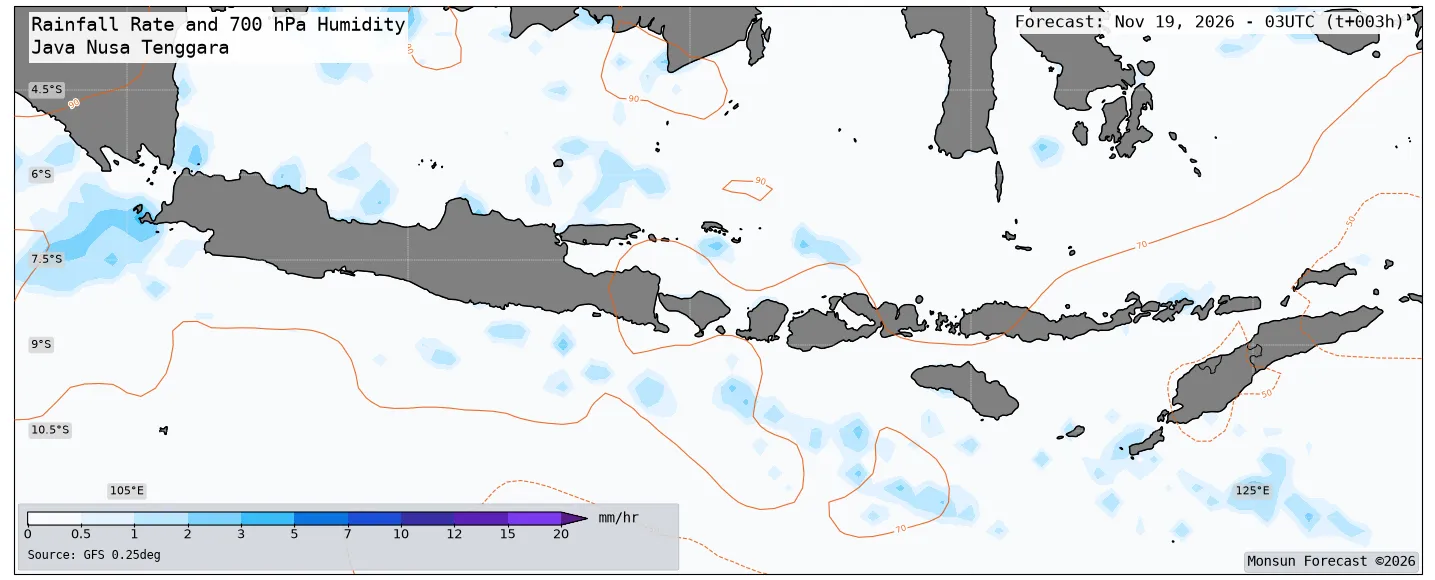 Rainfall Rate and 700 hPa Humidity
Java Nusa Tenggara
Forecast: Nov 19, 2026 - 03UTC (t+003h)
4.5°S
90
90
6°S
90
50
70
7.5°S
9°S
50
10.5°S
105°E
125°E
70
mm/hr
0 0.5 1 2 3 5 7 10 12 15 20
Source: GFS 0.25deg
Monsun Forecast ©2026